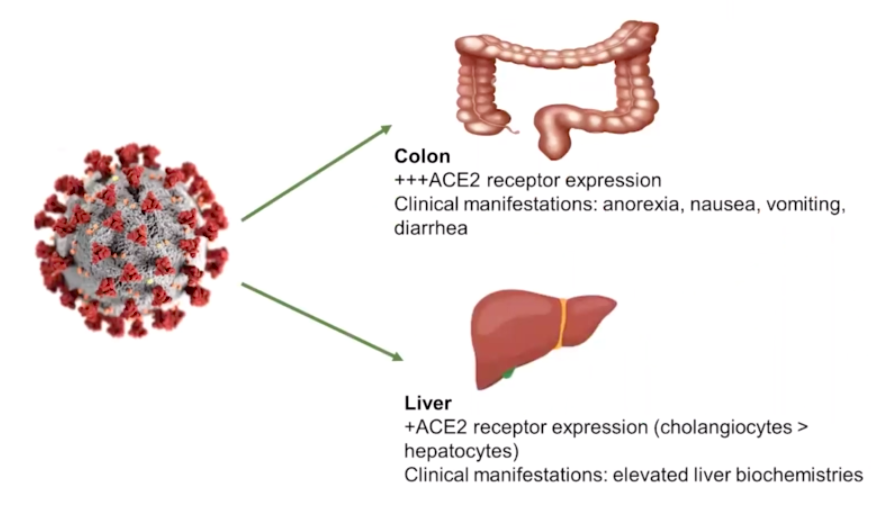 Colon
+++ACE2 receptor expression
Clinical manifestations: anorexia, nausea, vomiting,
diarrhea
Liver
+ACE2 receptor expression (cholangiocytes >
hepatocytes)
Clinical manifestations: elevated liver biochemistries